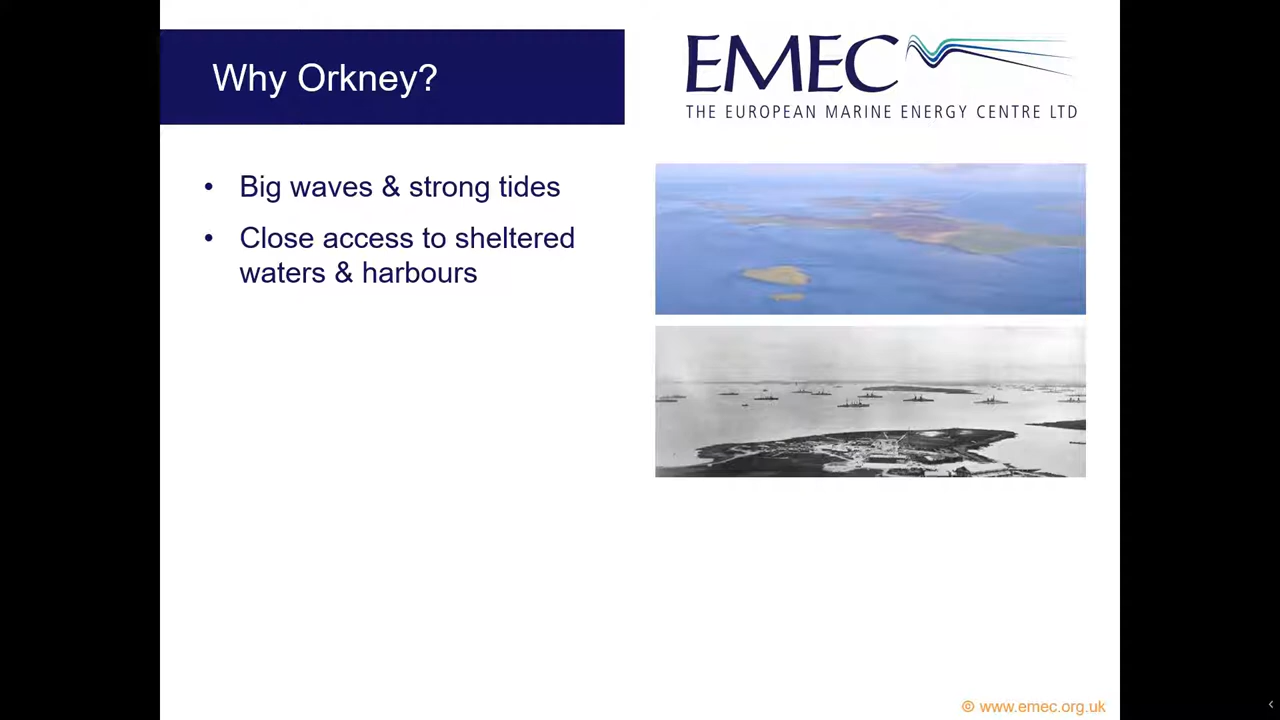 Why Orkney?
EMEC
THE EUROPEAN MARINE ENERGY CENTRE LTD
• Big waves & strong tides
• Close access to sheltered
waters & harbours
© www.emec.org.uk